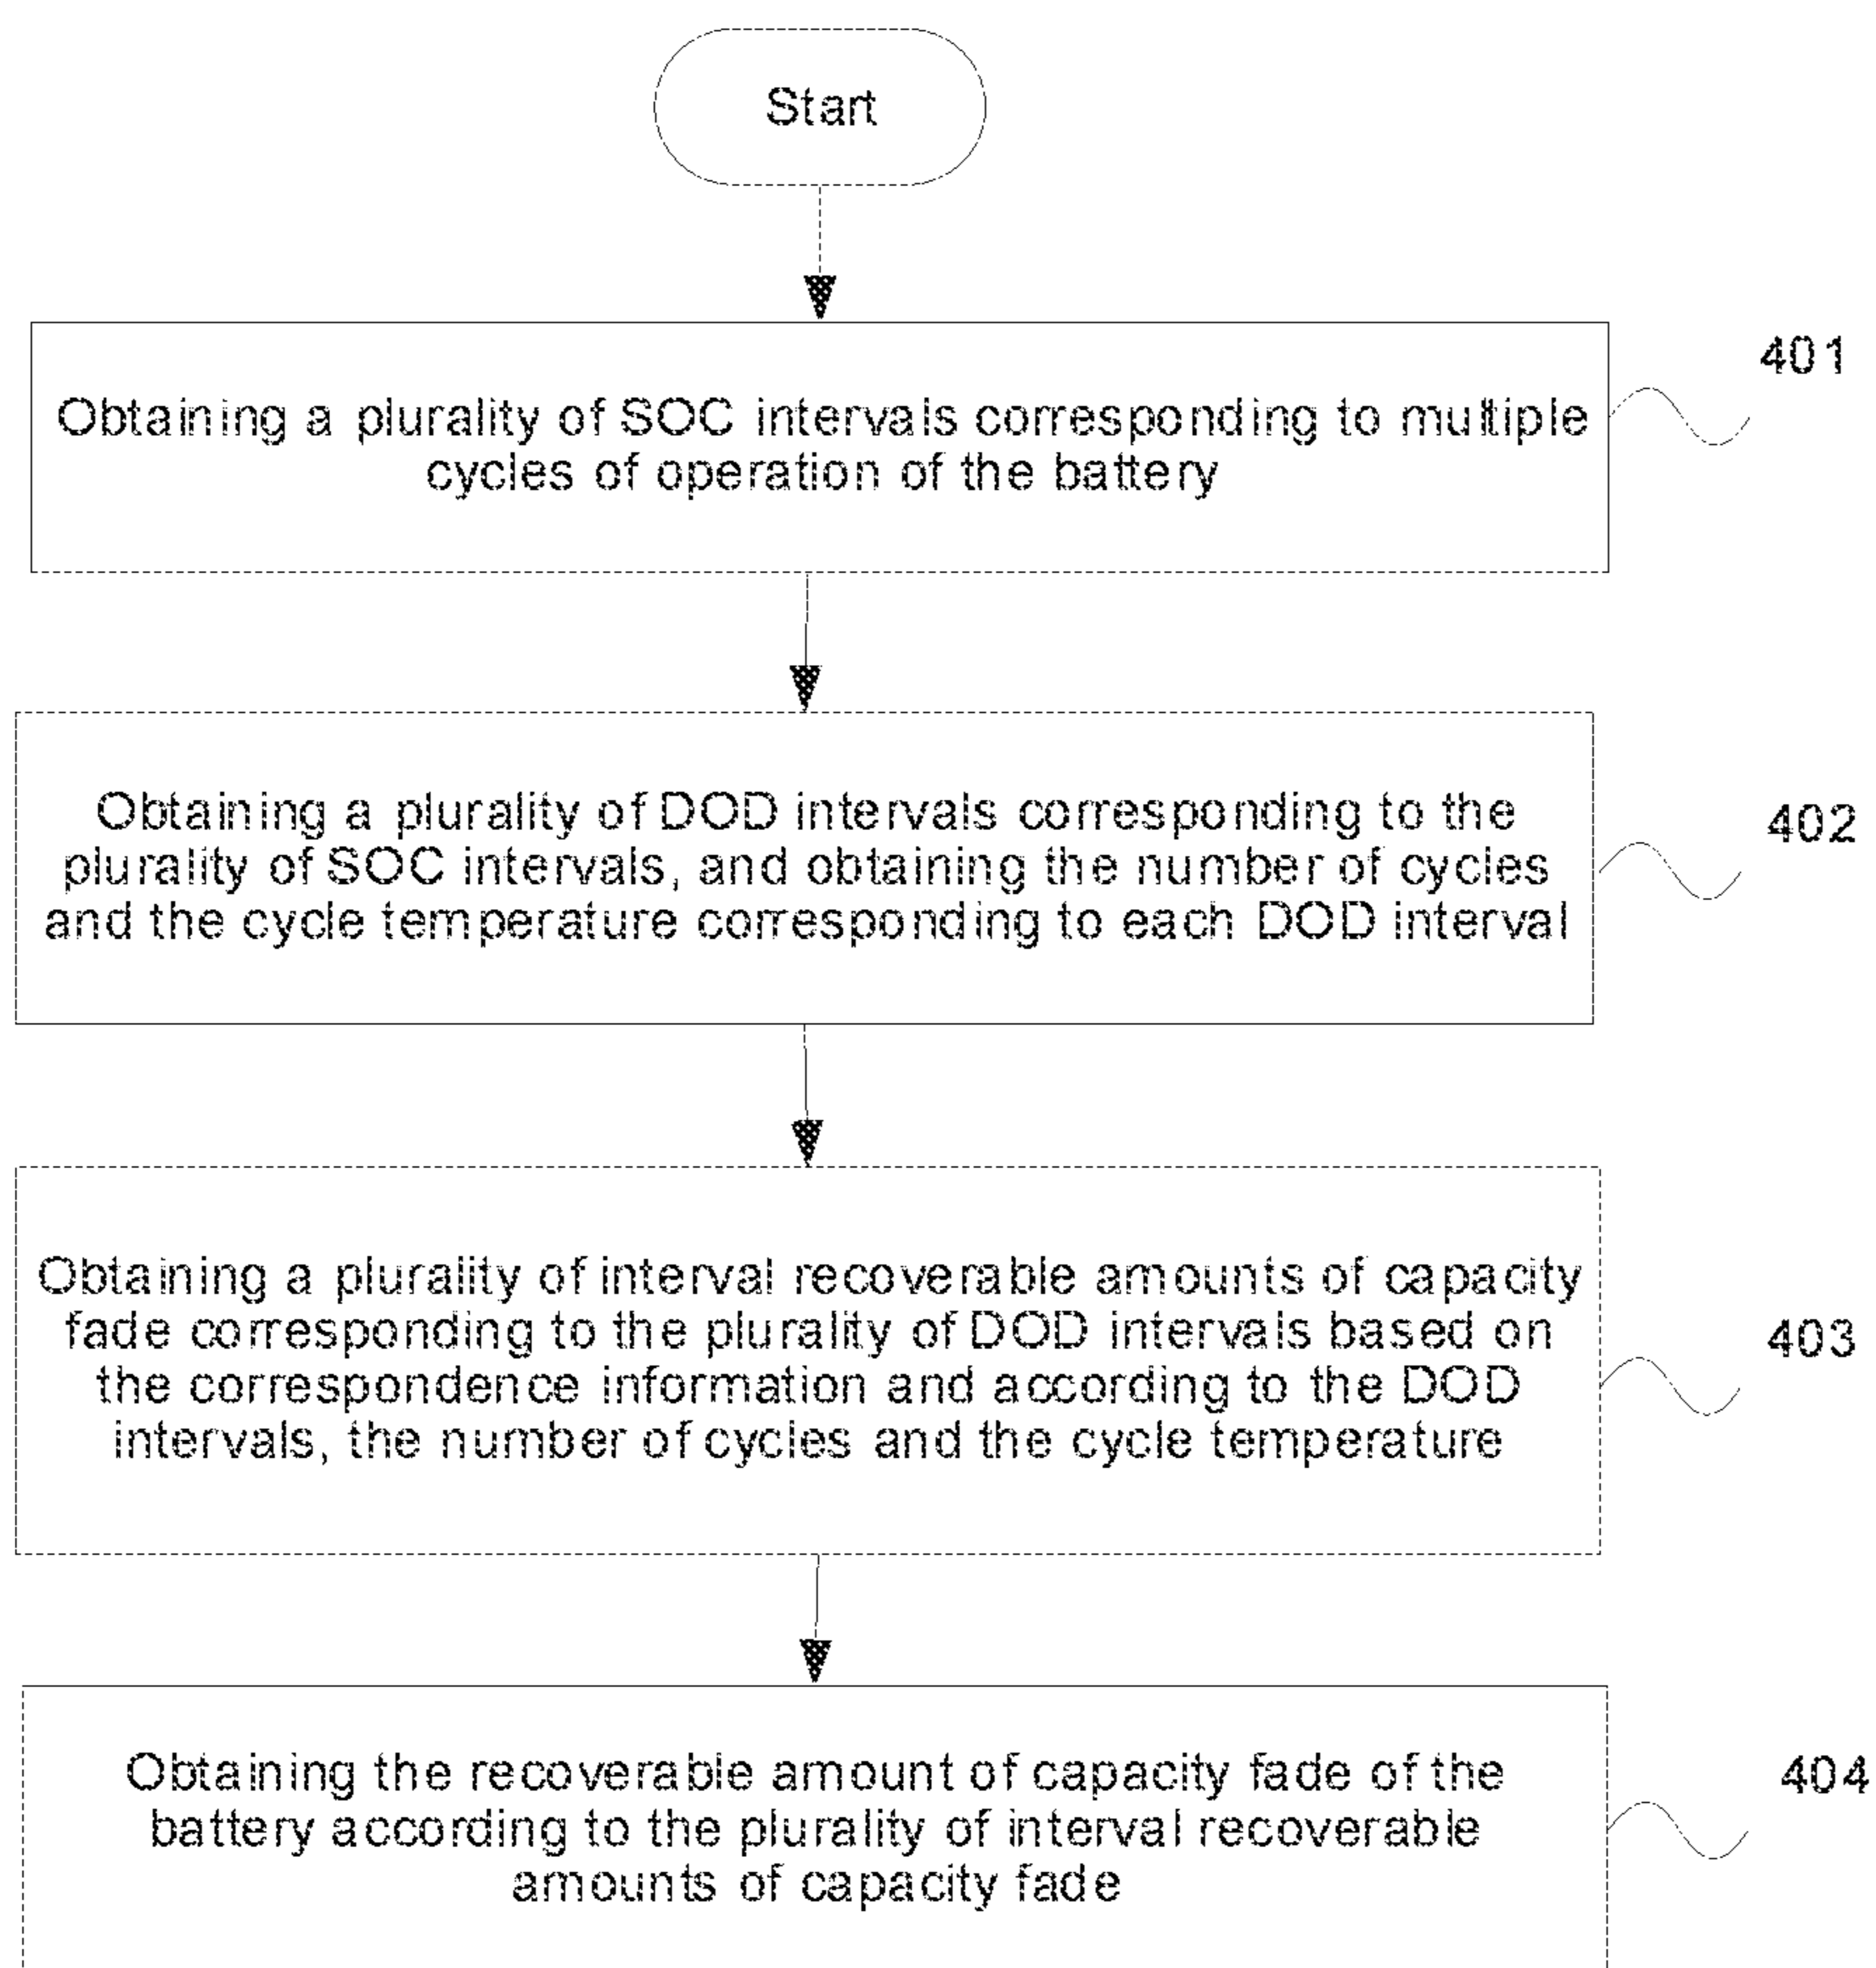 Start
401
Obtaining a plurality of SOC intervals corresponding to multiple
cycles of operation of the battery
402
Obtaining a plurality of DOD intervals corresponding to the
plurality of SOC intervals, and obtaining the number of cycles
and the cycle temperature corresponding to each DOD interval
403
Obtaining a plurality of interval recoverable amounts of capacity
fade corresponding to the plurality of DOD intervals based on
the correspondence information and according to the DOD
intervals, the number of cycles and the cycle temperature
404
Obtaining the recoverable amount of capacity fade of the
battery according to the plurality of interval recoverable
amounts of capacity fade